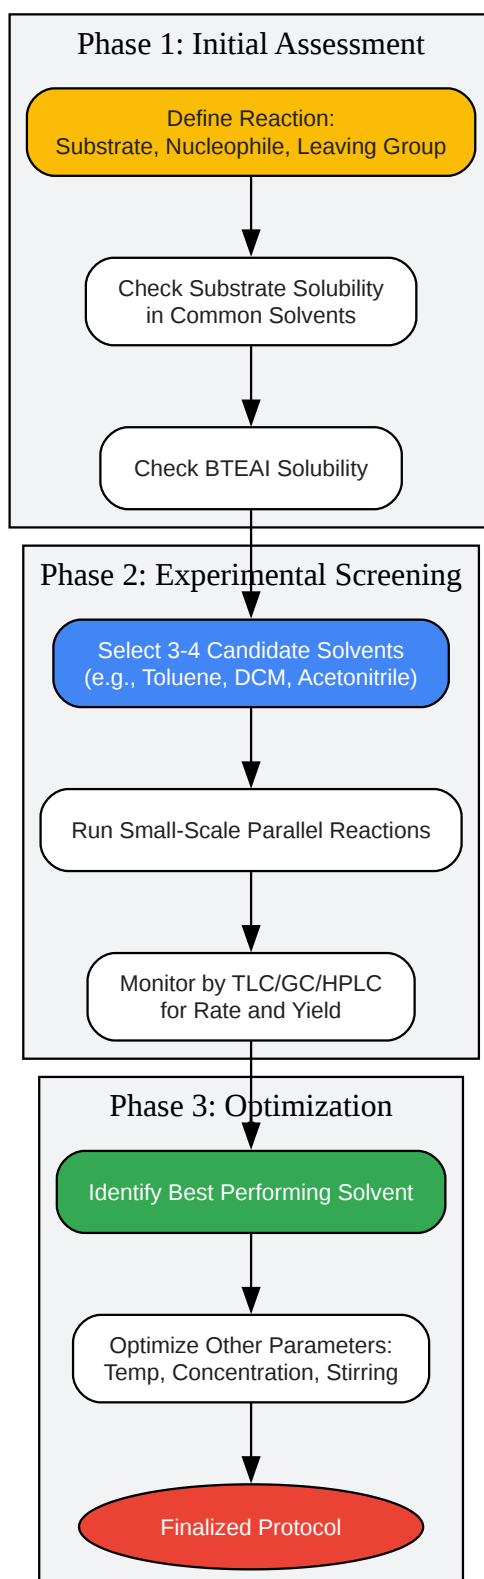 Phase 1: Initial Assessment
Define Reaction:
Substrate, Nucleophile, Leaving Group
Check Substrate Solubility
in Common Solvents
Check BTEAI Solubility
Phase 2: Experimental Screening
Select 3-4 Candidate Solvents
(e.g., Toluene, DCM, Acetonitrile)
Run Small-Scale Parallel Reactions
Monitor by TLC/GC/HPLC
for Rate and Yield
Phase 3: Optimization
Identify Best Performing Solvent
Optimize Other Parameters:
Temp, Concentration, Stirring
Finalized Protocol